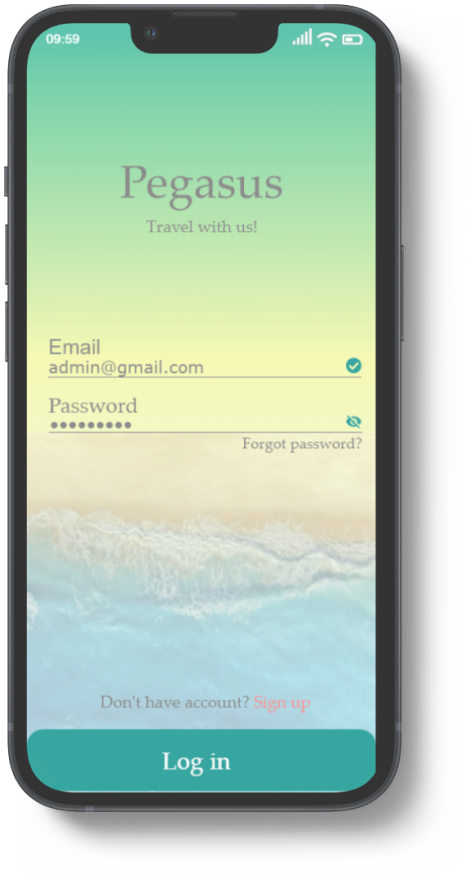 09:59
Pegasus
Travel with us!
Email
admin@gmail.com
Password
•••••••••
Forgot password?
Don't have account? Sign up
Log in